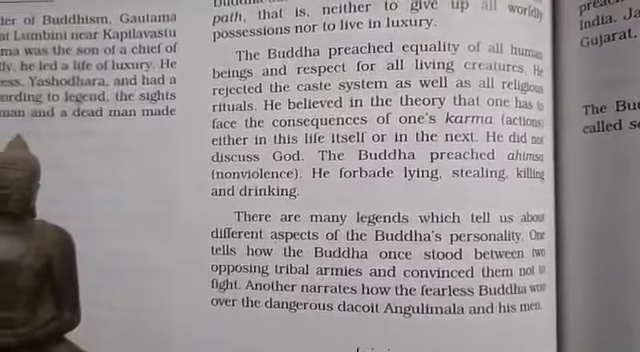 der of Buddhism, Gautama
at Lumbini near Kapilavastu
ma was the son of a chief of
ly, he led a life of luxury. He
ess, Yashodhara, and had a
ording to legend, the sights
man and a dead man made
path, that is, neither to give up all worldly
possessions nor to live in luxury.
The Buddha preached equality of all human
beings and respect for all living creatures. He
rejected the caste system as well as all religious
rituals. He believed in the theory that one has to
face the consequences of one's karma (actions)
either in this life itself or in the next. He did not
discuss God. The Buddha preached ahimsa
(nonviolence). He forbade lying, stealing, killing
and drinking.
There are many legends which tell us about
different aspects of the Buddha's personality. One
tells how the Buddha once stood between two
opposing tribal armies and convinced them not to
fight. Another narrates how the fearless Buddha won
over the dangerous dacoit Angulimala and his men.
preac
India. Ja
Gujarat,
The Bud
called s